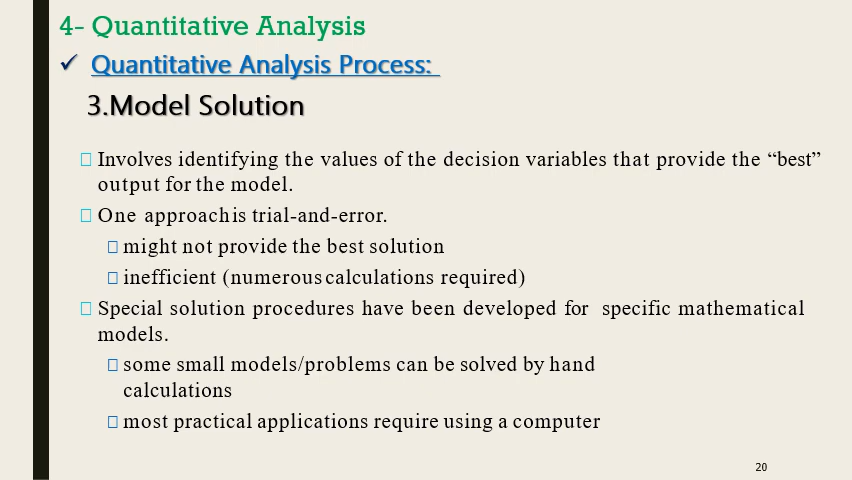 4- Quantitative Analysis
✓ Quantitative Analysis Process:
3.Model Solution
Involves identifying the values of the decision variables that provide the “best”
output for the model.
One approach is trial-and-error.
might not provide the best solution
inefficient (numerous calculations required)
Special solution procedures have been developed for specific mathematical
models.
some small models/problems can be solved by hand
calculations
most practical applications require using a computer
20